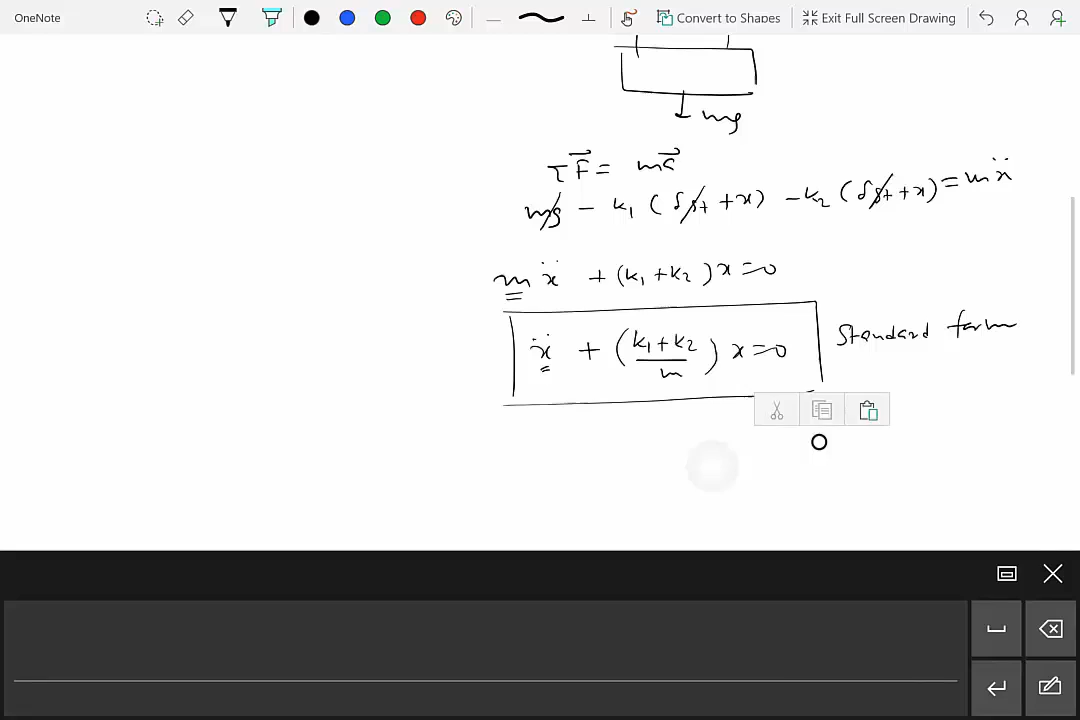 OneNote
Convert to Shapes
Exit Full Screen Drawing
mg
ΣF⃗ = ma⃗
mg - k₁ (δst + x) - k₂ (δst + x) = mẍ
mẍ + (k₁ + k₂) x = 0
ẍ + (k₁ + k₂ / m) x = 0
Standard form